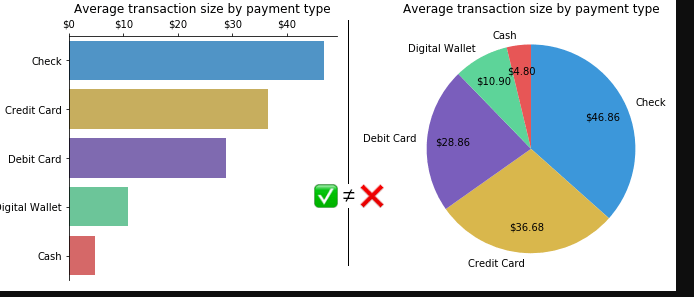 Average transaction size by payment type
$0 $10 $20 $30 $40
Check
Credit Card
Debit Card
igital Wallet
Cash
≠
Average transaction size by payment type
Cash
$4.80
Digital Wallet
$10.90
Check
$46.86
Debit Card
$28.86
$36.68
Credit Card